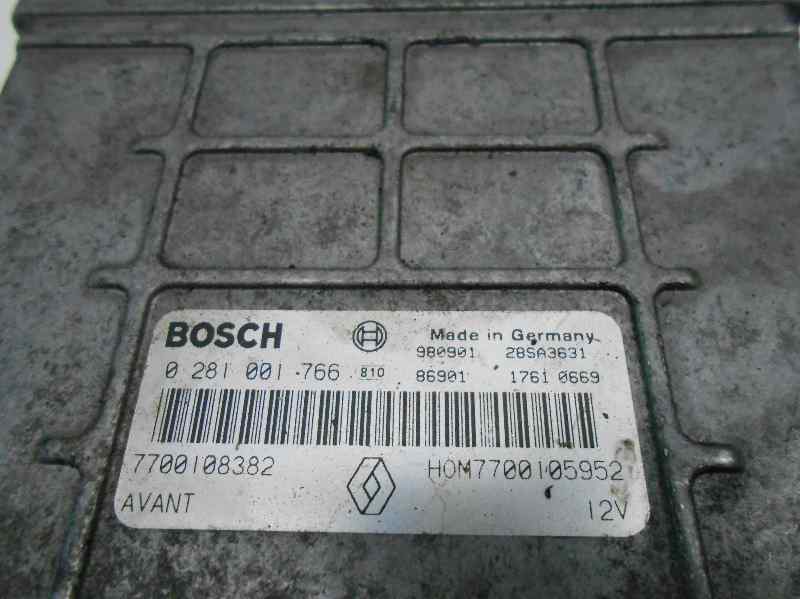 BOSCH Made in Germany
980901 28SA3631
0 281 001 766 810 86901 1761 0669
7700108382 HOM7700105952
AVANT 12V